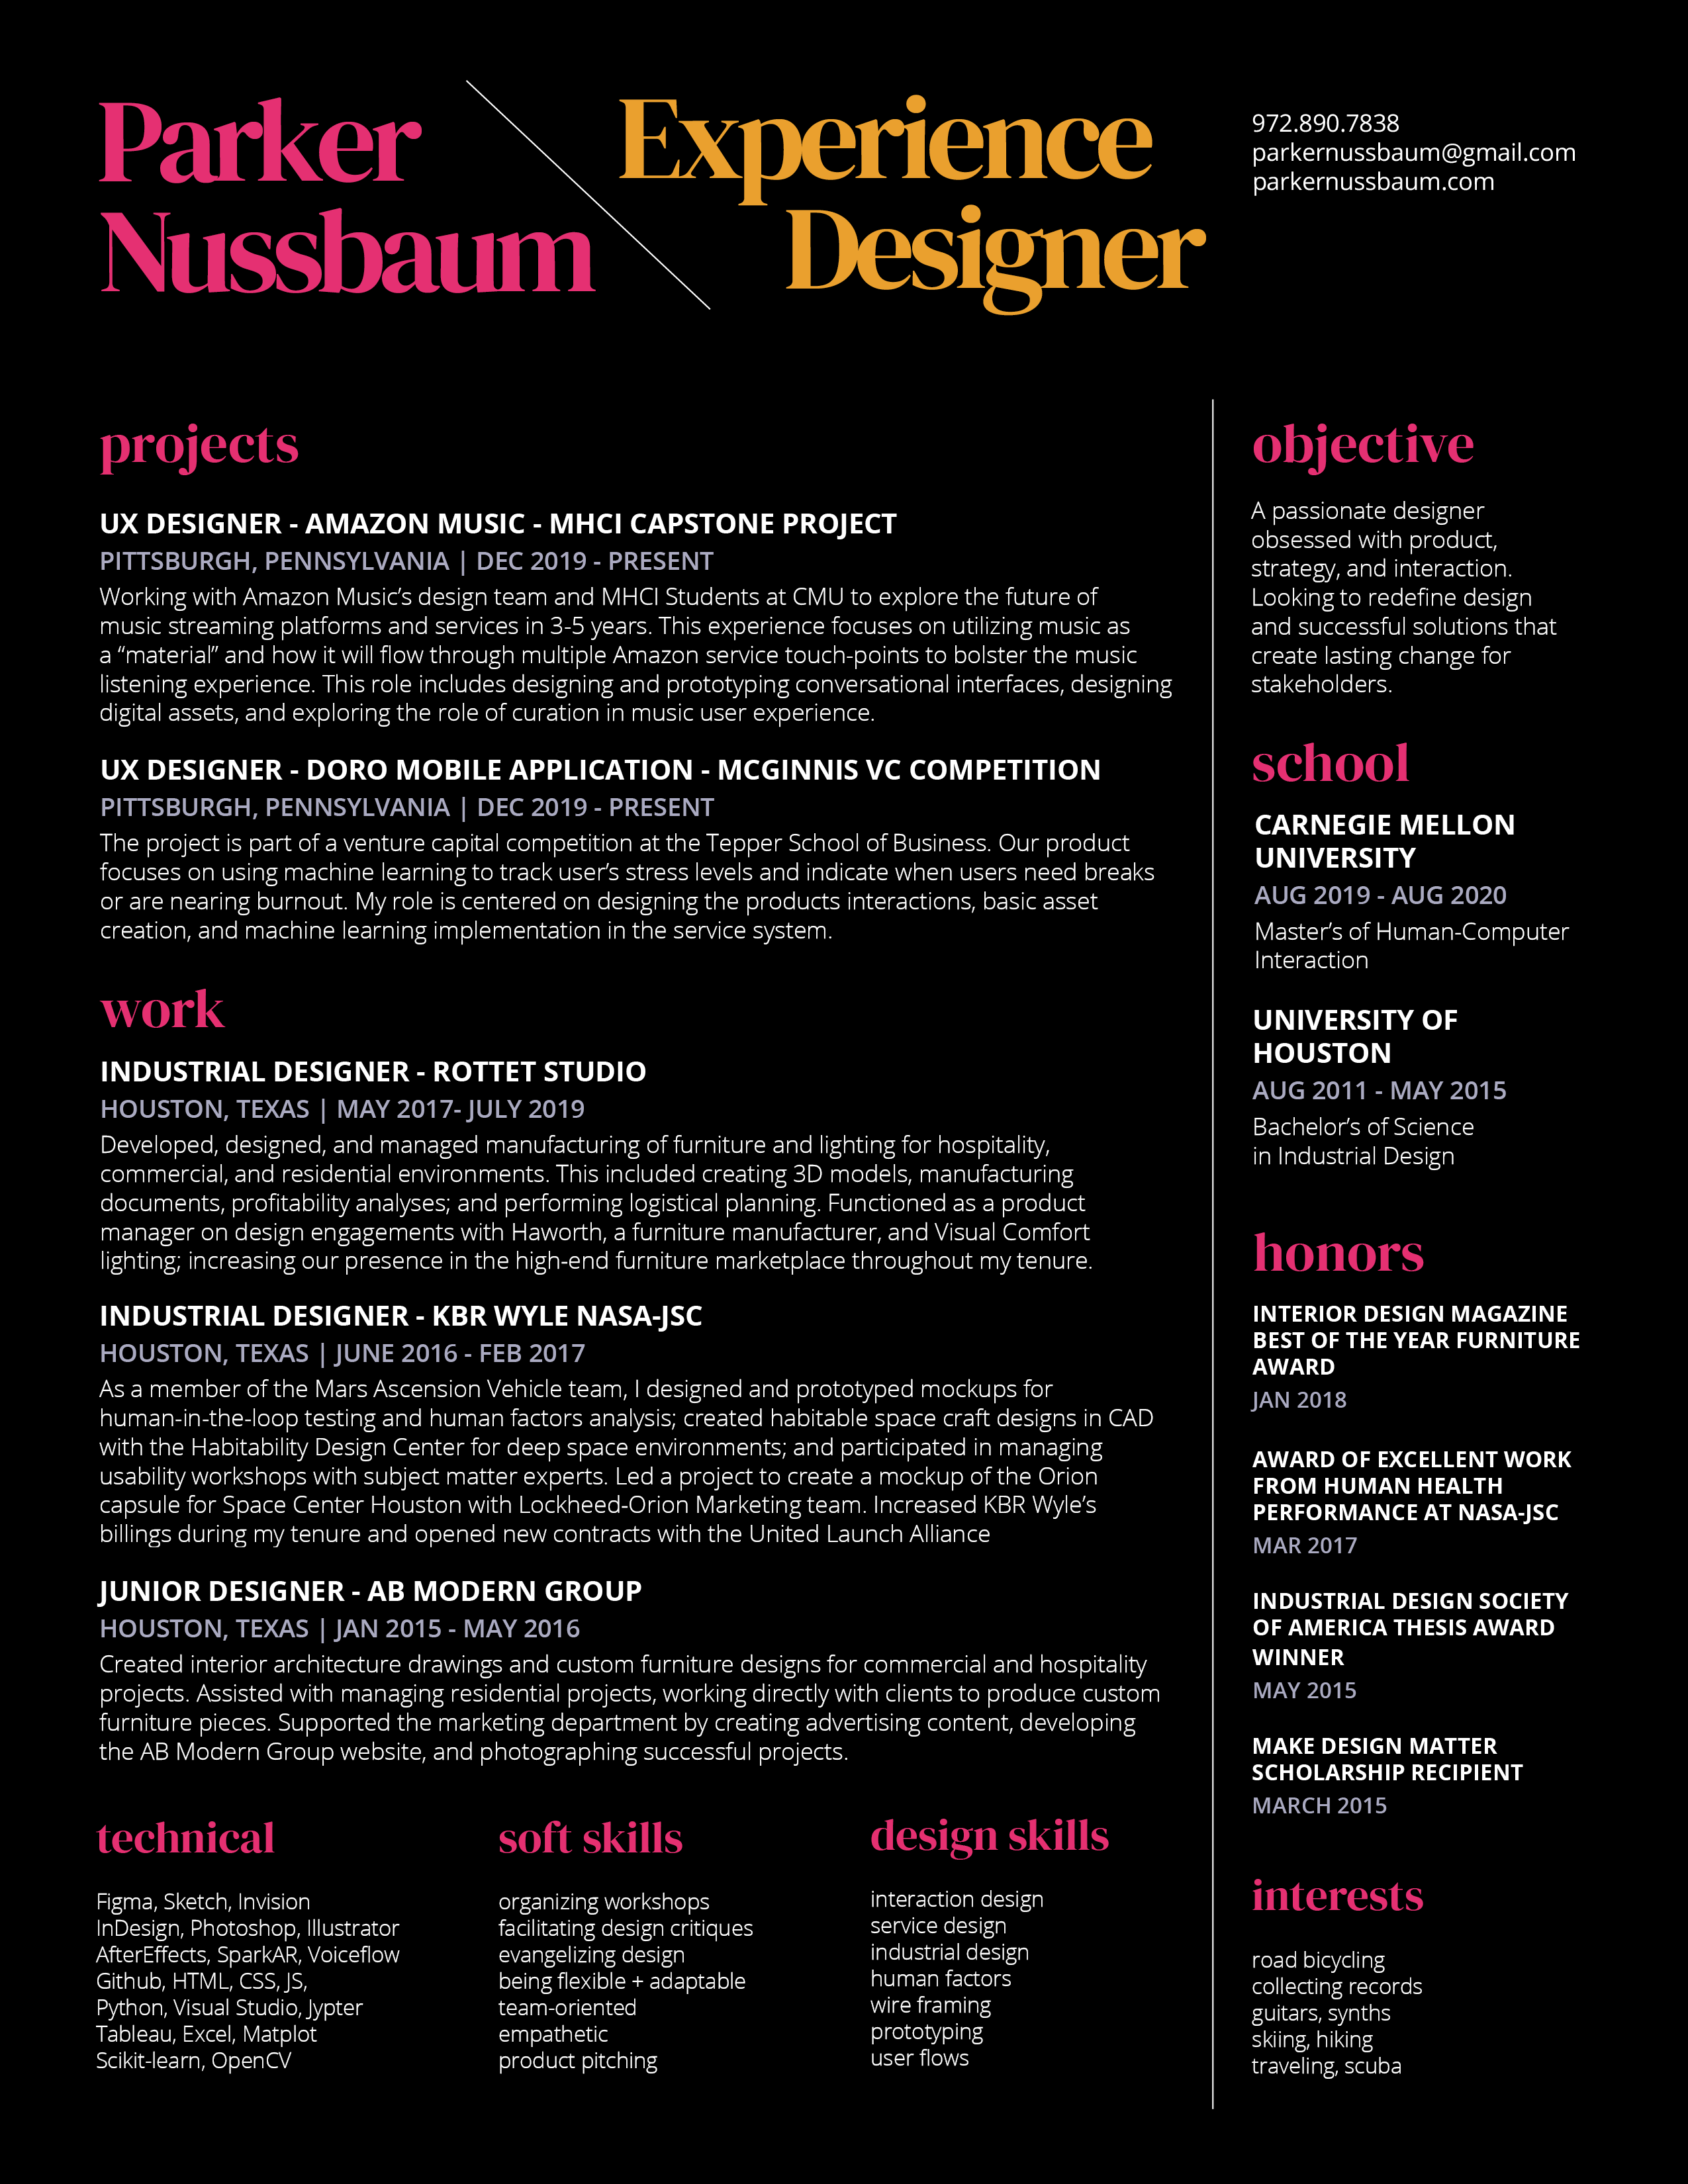 Parker
Nussbaum
Experience
Designer
972.890.7838
parkernussbaum@gmail.com
parkernussbaum.com
projects
UX DESIGNER - AMAZON MUSIC - MHCI CAPSTONE PROJECT
PITTSBURGH, PENNSYLVANIA | DEC 2019 - PRESENT
Working with Amazon Music’s design team and MHCI Students at CMU to explore the future of
music streaming platforms and services in 3-5 years. This experience focuses on utilizing music as
a “material” and how it will flow through multiple Amazon service touch-points to bolster the music
listening experience. This role includes designing and prototyping conversational interfaces, designing
digital assets, and exploring the role of curation in music user experience.
UX DESIGNER - DORO MOBILE APPLICATION - MCGINNIS VC COMPETITION
PITTSBURGH, PENNSYLVANIA | DEC 2019 - PRESENT
The project is part of a venture capital competition at the Tepper School of Business. Our product
focuses on using machine learning to track user’s stress levels and indicate when users need breaks
or are nearing burnout. My role is centered on designing the products interactions, basic asset
creation, and machine learning implementation in the service system.
work
INDUSTRIAL DESIGNER - ROTTET STUDIO
HOUSTON, TEXAS | MAY 2017- JULY 2019
Developed, designed, and managed manufacturing of furniture and lighting for hospitality,
commercial, and residential environments. This included creating 3D models, manufacturing
documents, profitability analyses; and performing logistical planning. Functioned as a product
manager on design engagements with Haworth, a furniture manufacturer, and Visual Comfort
lighting; increasing our presence in the high-end furniture marketplace throughout my tenure.
INDUSTRIAL DESIGNER - KBR WYLE NASA-JSC
HOUSTON, TEXAS | JUNE 2016 - FEB 2017
As a member of the Mars Ascension Vehicle team, I designed and prototyped mockups for
human-in-the-loop testing and human factors analysis; created habitable space craft designs in CAD
with the Habitability Design Center for deep space environments; and participated in managing
usability workshops with subject matter experts. Led a project to create a mockup of the Orion
capsule for Space Center Houston with Lockheed-Orion Marketing team. Increased KBR Wyle’s
billings during my tenure and opened new contracts with the United Launch Alliance
JUNIOR DESIGNER - AB MODERN GROUP
HOUSTON, TEXAS | JAN 2015 - MAY 2016
Created interior architecture drawings and custom furniture designs for commercial and hospitality
projects. Assisted with managing residential projects, working directly with clients to produce custom
furniture pieces. Supported the marketing department by creating advertising content, developing
the AB Modern Group website, and photographing successful projects.
technical
Figma, Sketch, Invision
InDesign, Photoshop, Illustrator
AfterEffects, SparkAR, Voiceflow
Github, HTML, CSS, JS,
Python, Visual Studio, Jypter
Tableau, Excel, Matplot
Scikit-learn, OpenCV
soft skills
organizing workshops
facilitating design critiques
evangelizing design
being flexible + adaptable
team-oriented
empathetic
product pitching
design skills
interaction design
service design
industrial design
human factors
wire framing
prototyping
user flows
objective
A passionate designer
obsessed with product,
strategy, and interaction.
Looking to redefine design
and successful solutions that
create lasting change for
stakeholders.
school
CARNEGIE MELLON
UNIVERSITY
AUG 2019 - AUG 2020
Master’s of Human-Computer
Interaction
UNIVERSITY OF
HOUSTON
AUG 2011 - MAY 2015
Bachelor’s of Science
in Industrial Design
honors
INTERIOR DESIGN MAGAZINE
BEST OF THE YEAR FURNITURE
AWARD
JAN 2018
AWARD OF EXCELLENT WORK
FROM HUMAN HEALTH
PERFORMANCE AT NASA-JSC
MAR 2017
INDUSTRIAL DESIGN SOCIETY
OF AMERICA THESIS AWARD
WINNER
MAY 2015
MAKE DESIGN MATTER
SCHOLARSHIP RECIPIENT
MARCH 2015
interests
road bicycling
collecting records
guitars, synths
skiing, hiking
traveling, scuba